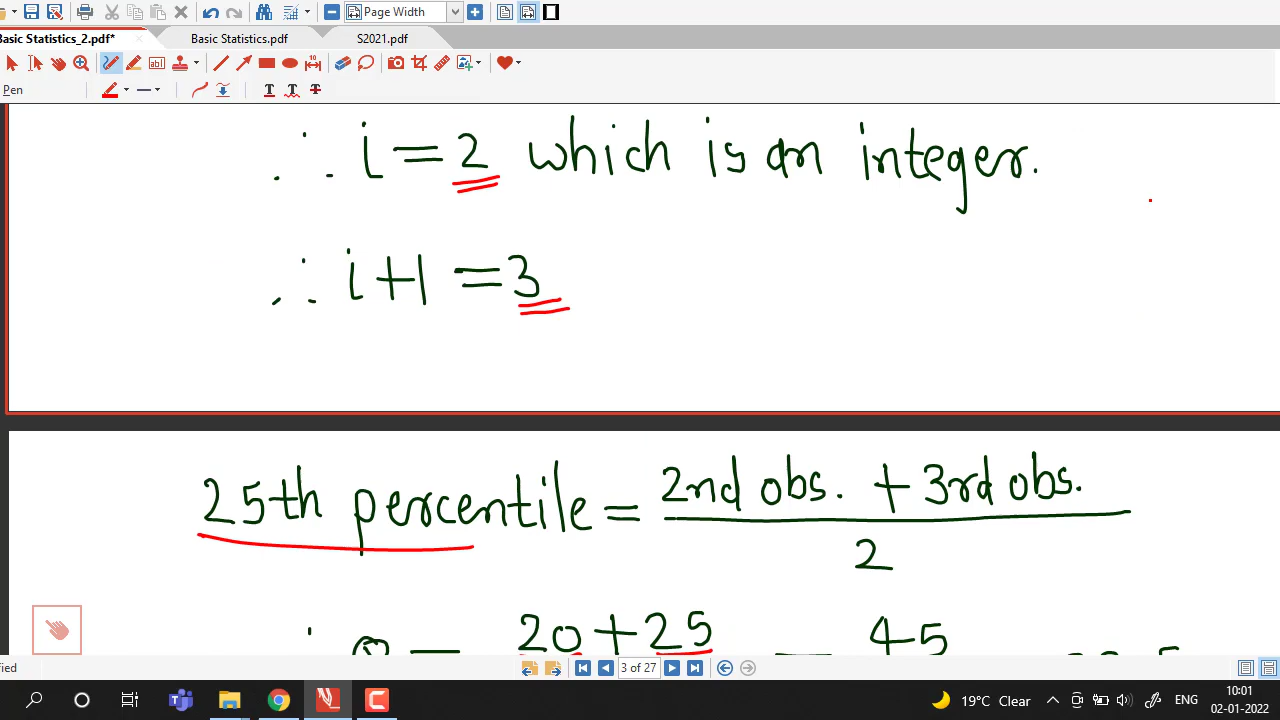 Page Width
Basic Statistics_2.pdf*
Basic Statistics.pdf
S2021.pdf
10
Pen
∴ i = 2 which is an integer.
∴ i+1 = 3
25th percentile = 2nd obs. + 3rd obs.
2
20 + 25 = 45
3 of 27
19°C Clear
ENG
10:01
02-01-2022